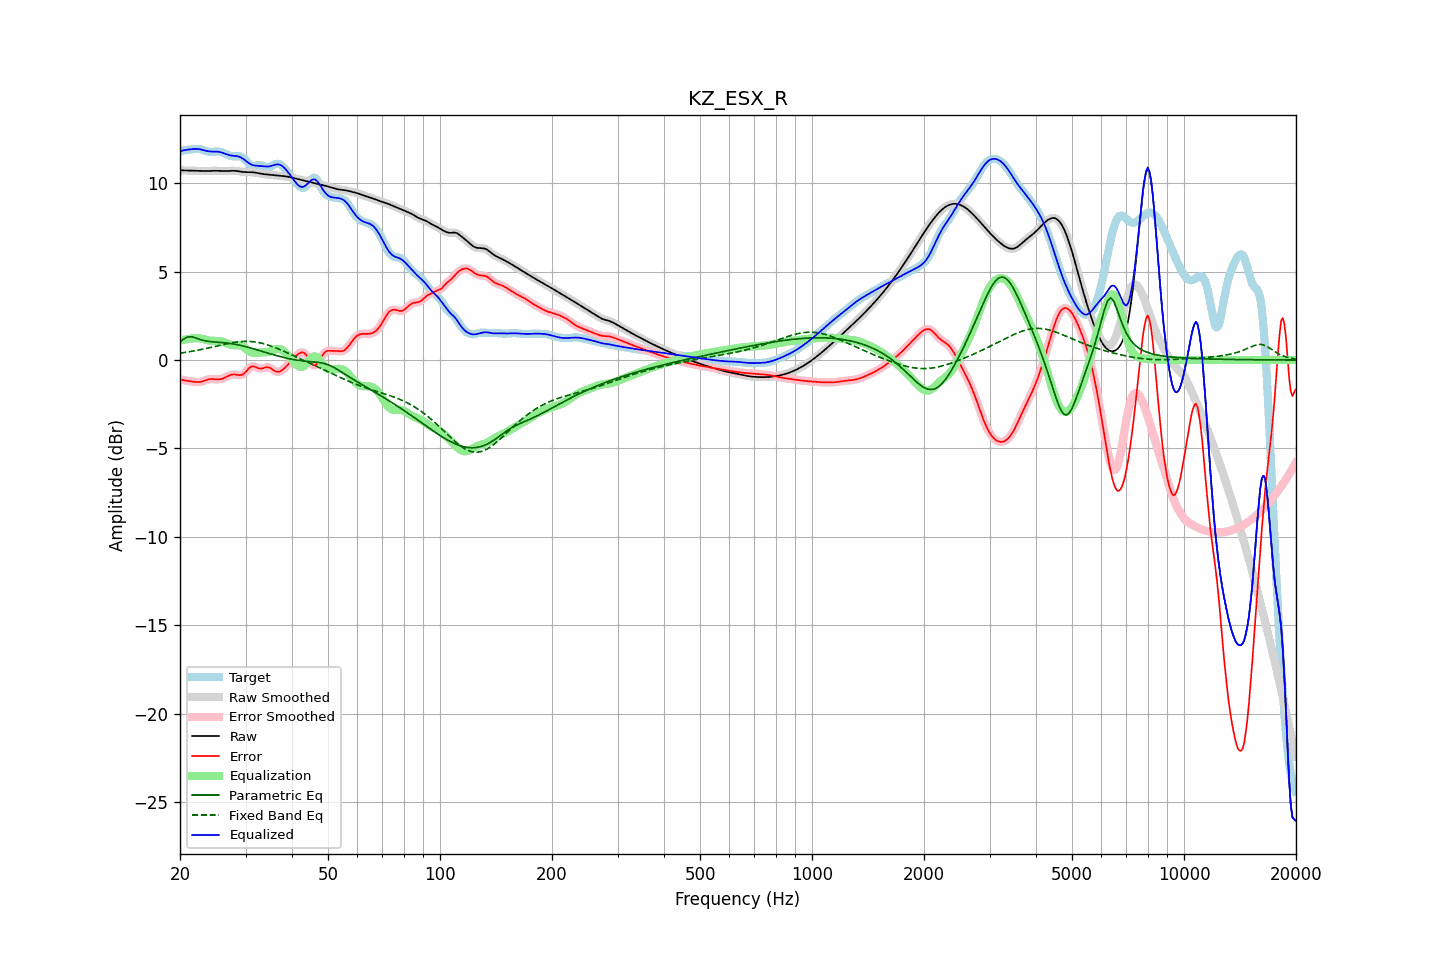 KZ_ESX_R
Amplitude (dBr)
10
5
0
−5
−10
−15
−20
−25
Target
Raw Smoothed
Error Smoothed
Raw
Error
Equalization
Parametric Eq
Fixed Band Eq
Equalized
20 50 100 200 500 1000 2000 5000 10000 20000
Frequency (Hz)